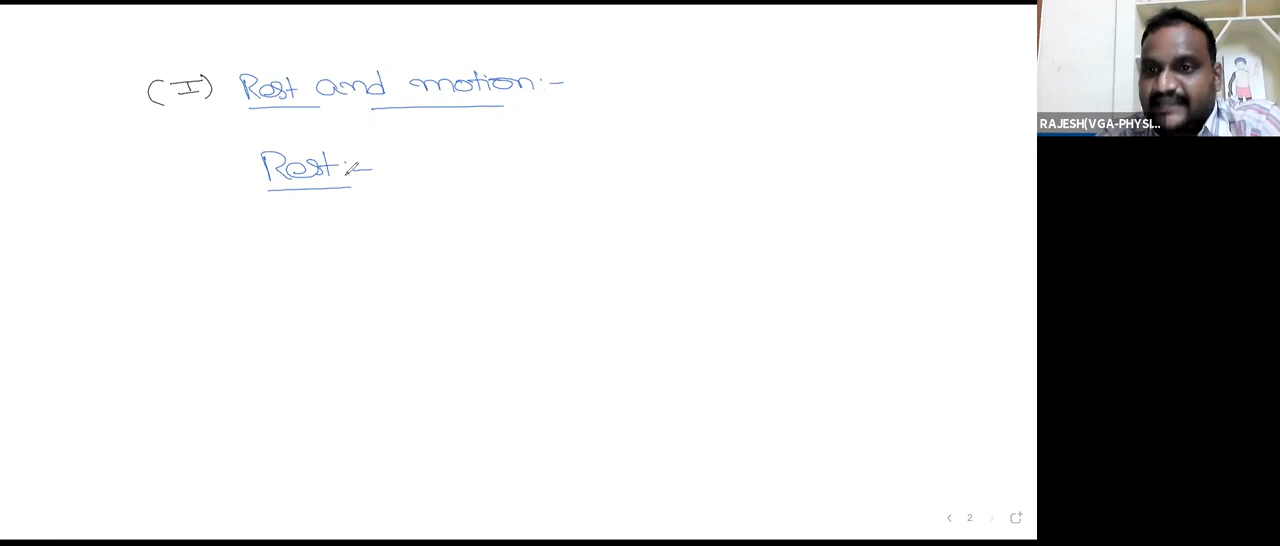 (I) Rest and motion:-
Rest:-
RAJESH(VGA-PHYSI...
2